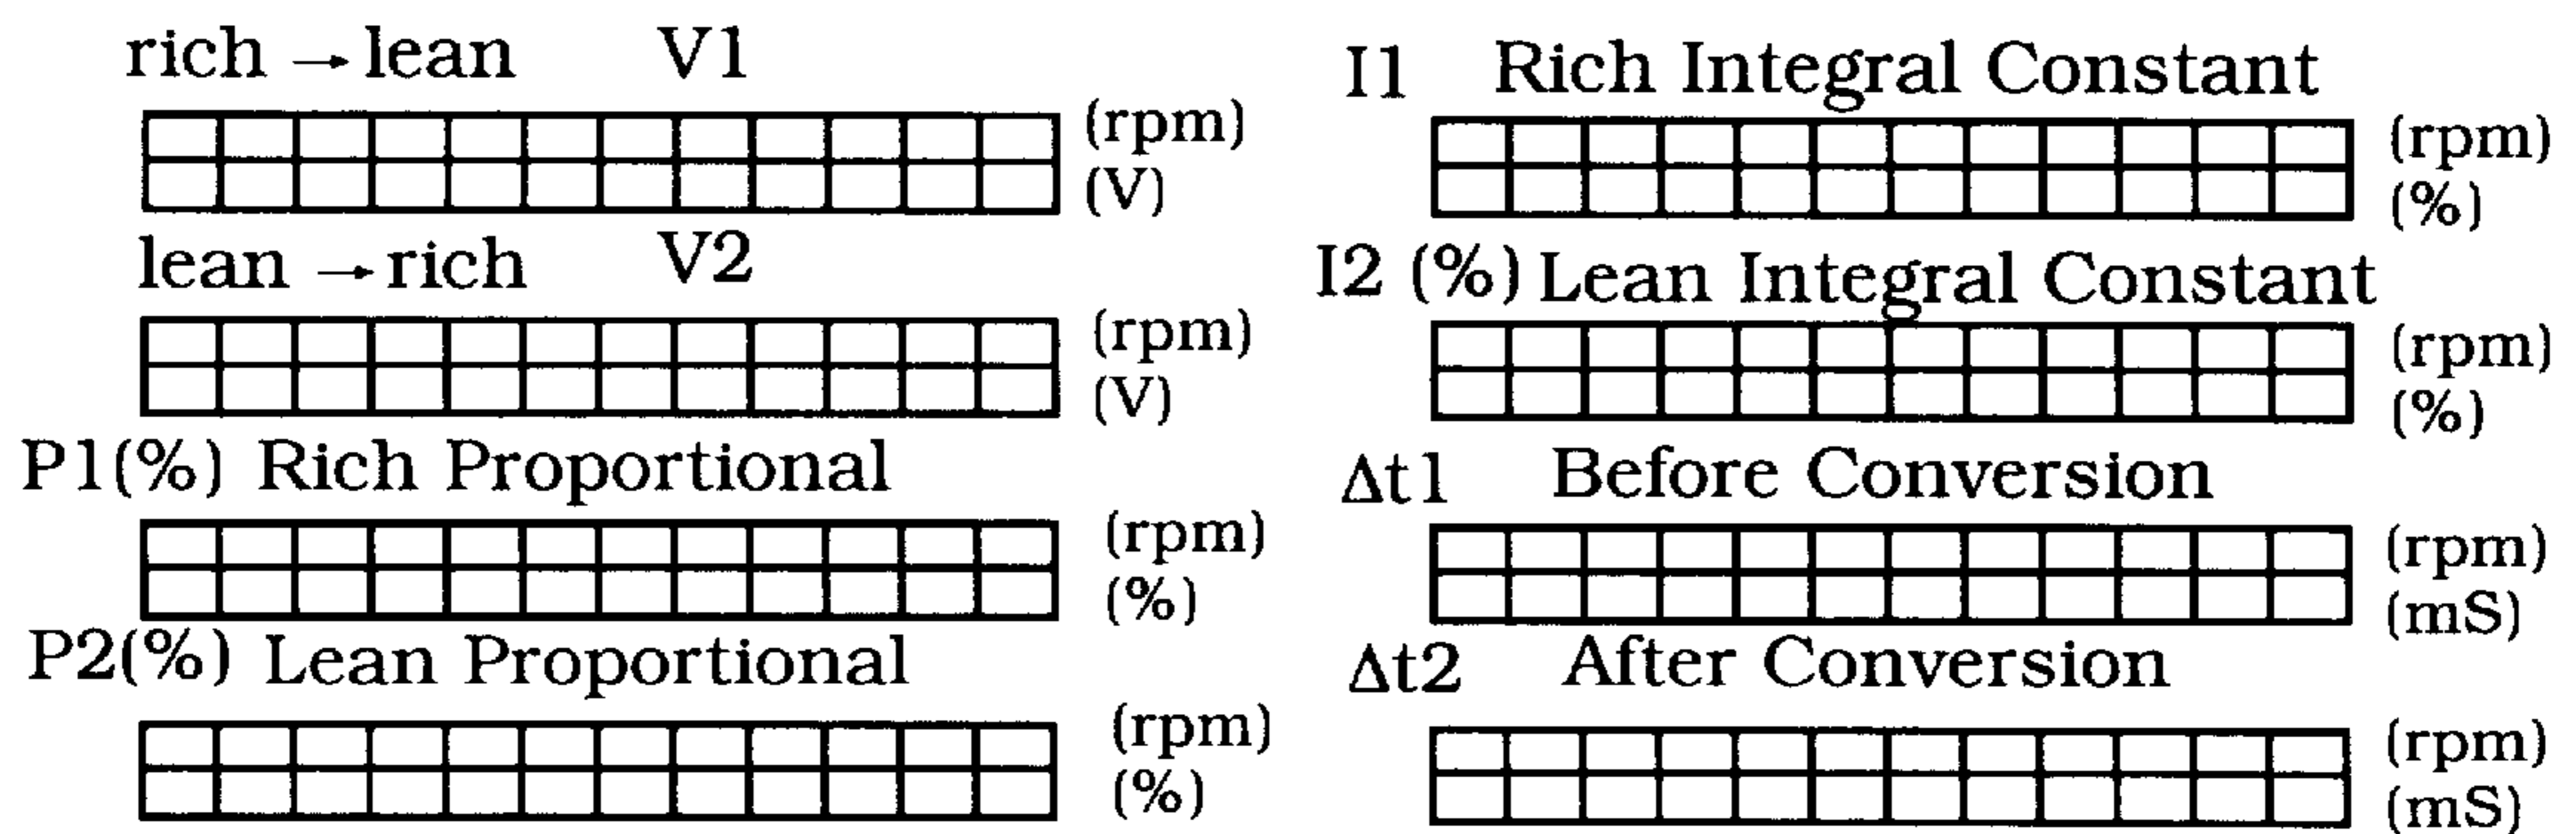 rich → lean V1
(rpm)
(V)
lean → rich V2
(rpm)
(V)
P1(%) Rich Proportional
(rpm)
(%)
P2(%) Lean Proportional
(rpm)
(%)
I1 Rich Integral Constant
(rpm)
(%)
I2 (%) Lean Integral Constant
(rpm)
(%)
Δt1 Before Conversion
(rpm)
(mS)
Δt2 After Conversion
(rpm)
(mS)